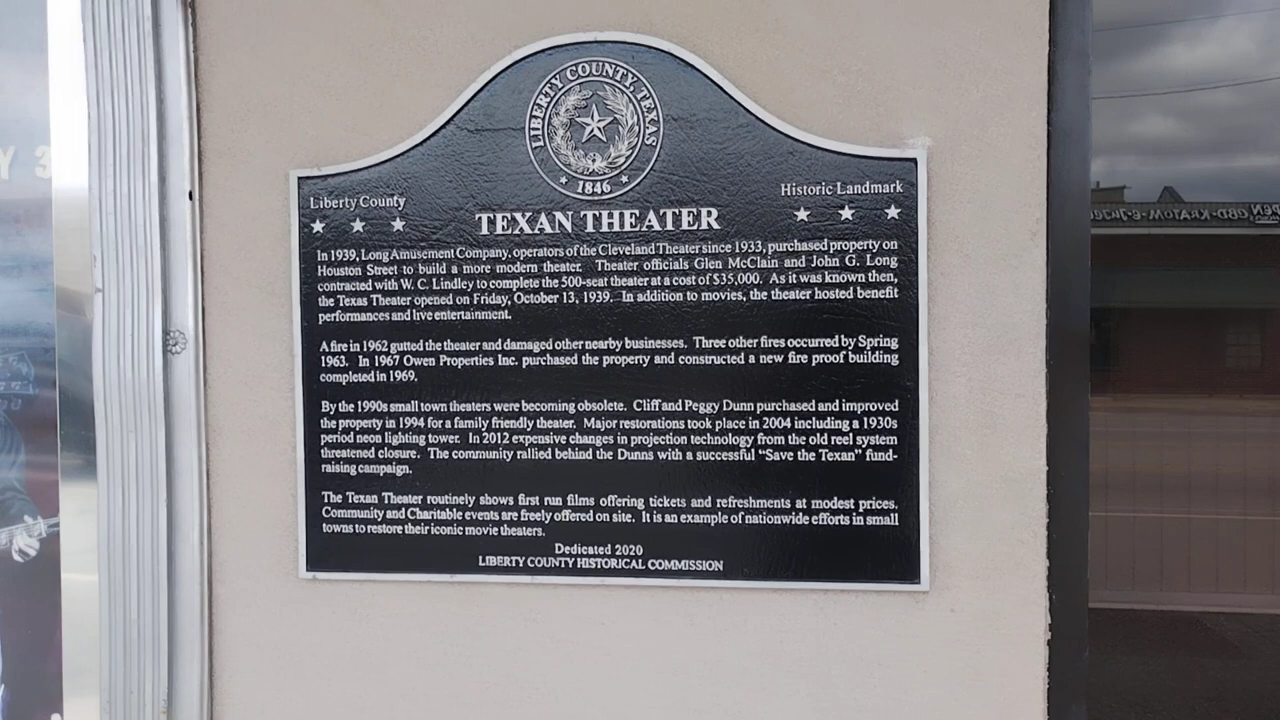 LIBERTY COUNTY, TEXAS
1846
Liberty County
Historic Landmark
TEXAN THEATER
In 1939, Long Amusement Company, operators of the Cleveland Theater since 1933, purchased property on
Houston Street to build a more modern theater. Theater officials Glen McClain and John G. Long
contracted with W. C. Lindley to complete the 500-seat theater at a cost of $35,000. As it was known then,
the Texas Theater opened on Friday, October 13, 1939. In addition to movies, the theater hosted benefit
performances and live entertainment.
A fire in 1962 gutted the theater and damaged other nearby businesses. Three other fires occurred by Spring
1963. In 1967 Owen Properties Inc. purchased the property and constructed a new fire proof building
completed in 1969.
By the 1990s small town theaters were becoming obsolete. Cliff and Peggy Dunn purchased and improved
the property in 1994 for a family friendly theater. Major restorations took place in 2004 including a 1930s
period neon lighting tower. In 2012 expensive changes in projection technology from the old reel system
threatened closure. The community rallied behind the Dunns with a successful “Save the Texan” fund-
raising campaign.
The Texan Theater routinely shows first run films offering tickets and refreshments at modest prices.
Community and Charitable events are freely offered on site. It is an example of nationwide efforts in small
towns to restore their iconic movie theaters.
Dedicated 2020
LIBERTY COUNTY HISTORICAL COMMISSION
Y 3